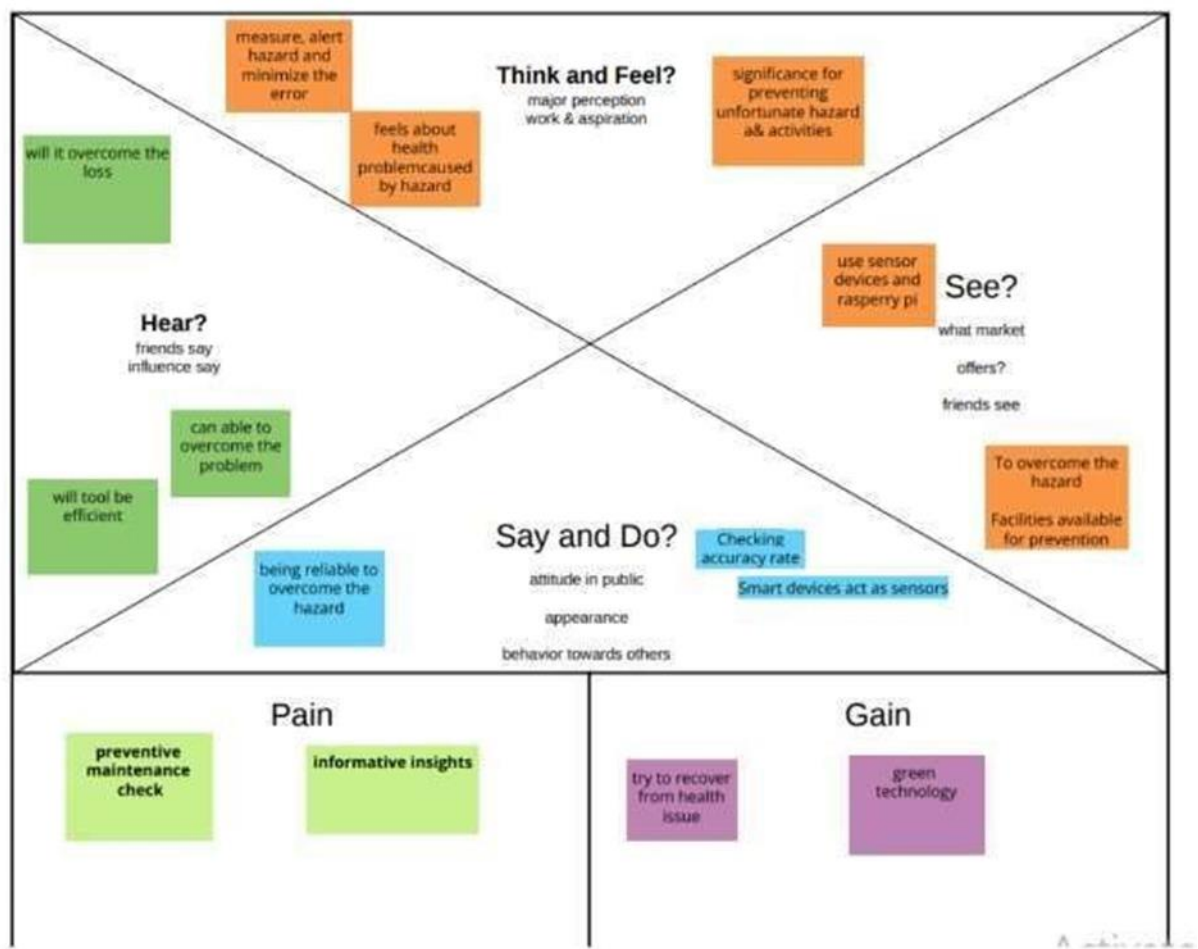 measure, alert
hazard and
minimize the
error
Think and Feel?
major perception
work & aspiration
significance for
preventing
unfortunate hazard
a& activities
feels about
health
problemcaused
by hazard
will it overcome the
loss
use sensor
devices and
rasperry pi
See?
what market
offers?
friends see
Hear?
friends say
influence say
can able to
overcome the
problem
will tool be
efficient
To overcome the
hazard
Facilities available
for prevention
Say and Do?
attitude in public
appearance
behavior towards others
Checking
accuracy rate
Smart devices act as sensors
being reliable to
overcome the
hazard
Pain
preventive
maintenance
check
informative insights
Gain
try to recover
from health
issue
green
technology